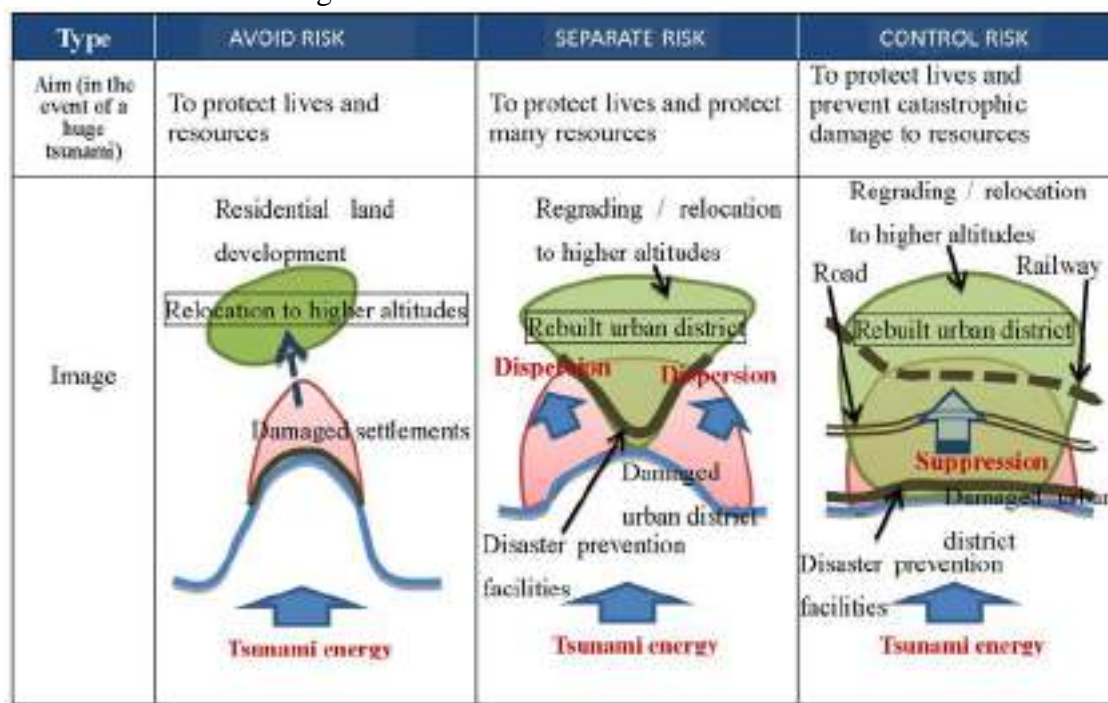 Type
AVOID RISK
SEPARATE RISK
CONTROL RISK
Aim (in the
event of a
huge
tsunami)
To protect lives and
resources
To protect lives and protect
many resources
To protect lives and
prevent catastrophic
damage to resources
Image
Residential land
development
Relocation to higher altitudes
Damaged settlements
Tsunami energy
Regrading / relocation
to higher altitudes
Rebuilt urban district
Dispersion
Dispersion
Damaged
urban district
Disaster prevention
facilities
Tsunami energy
Regrading / relocation
to higher altitudes
Road
Railway
Rebuilt urban district
Suppression
Damaged urban
district
Disaster prevention
facilities
Tsunami energy